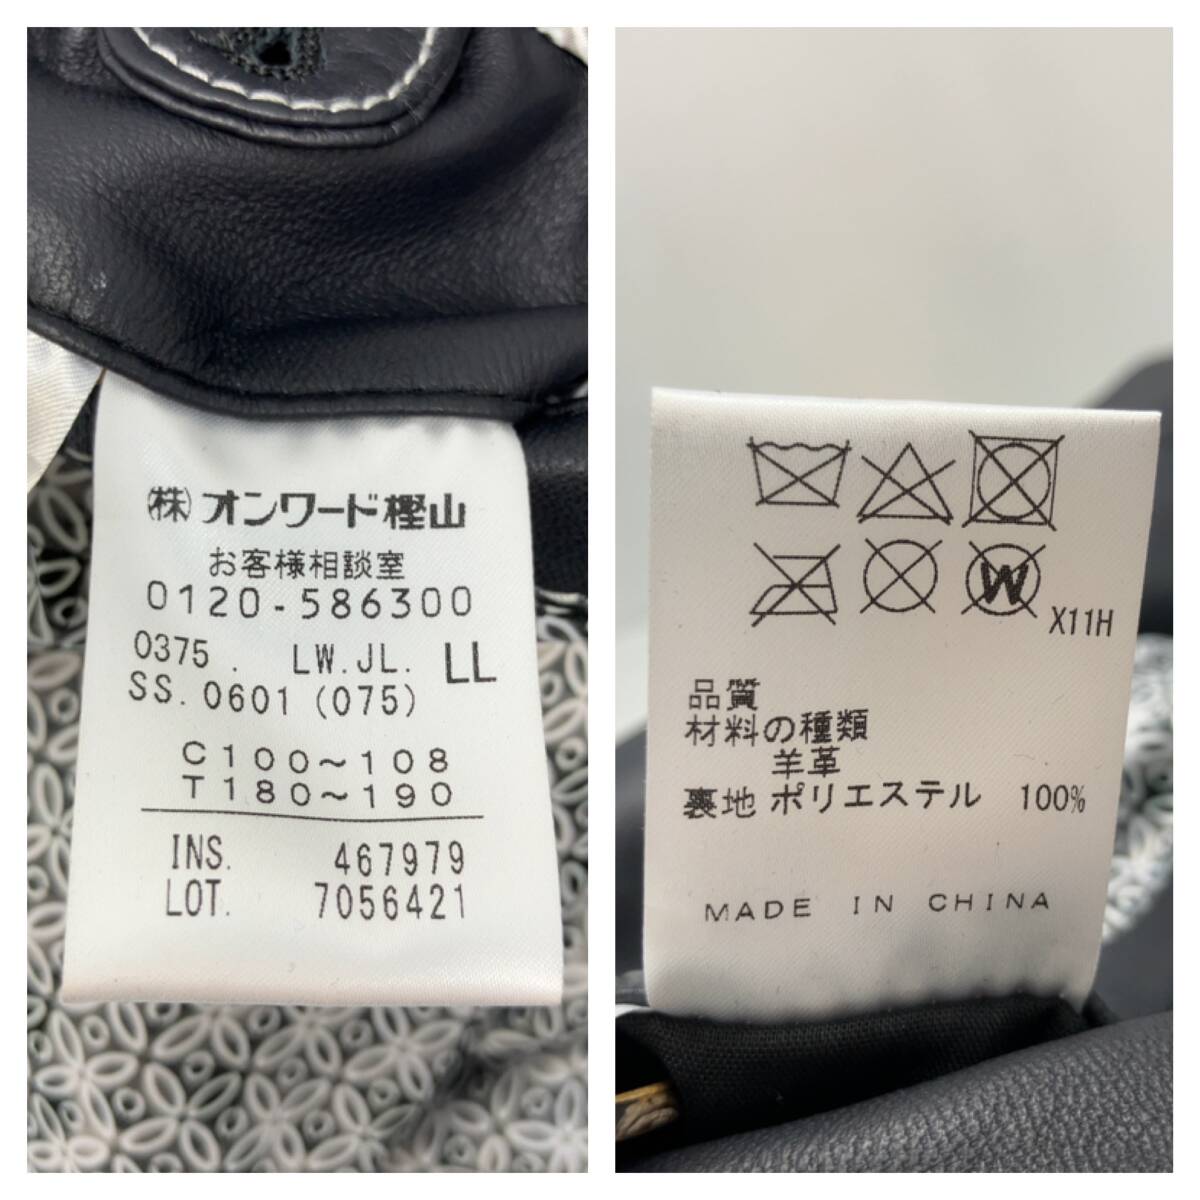 ㈱オンワード樫山
お客様相談室
0120-586300
0375 . LW.JL. LL
SS. 0601 (075)
C100～108
T180～190
INS. 467979
LOT. 7056421
W
X11H
品質
材料の種類
羊革
裏地 ポリエステル 100%
MADE IN CHINA